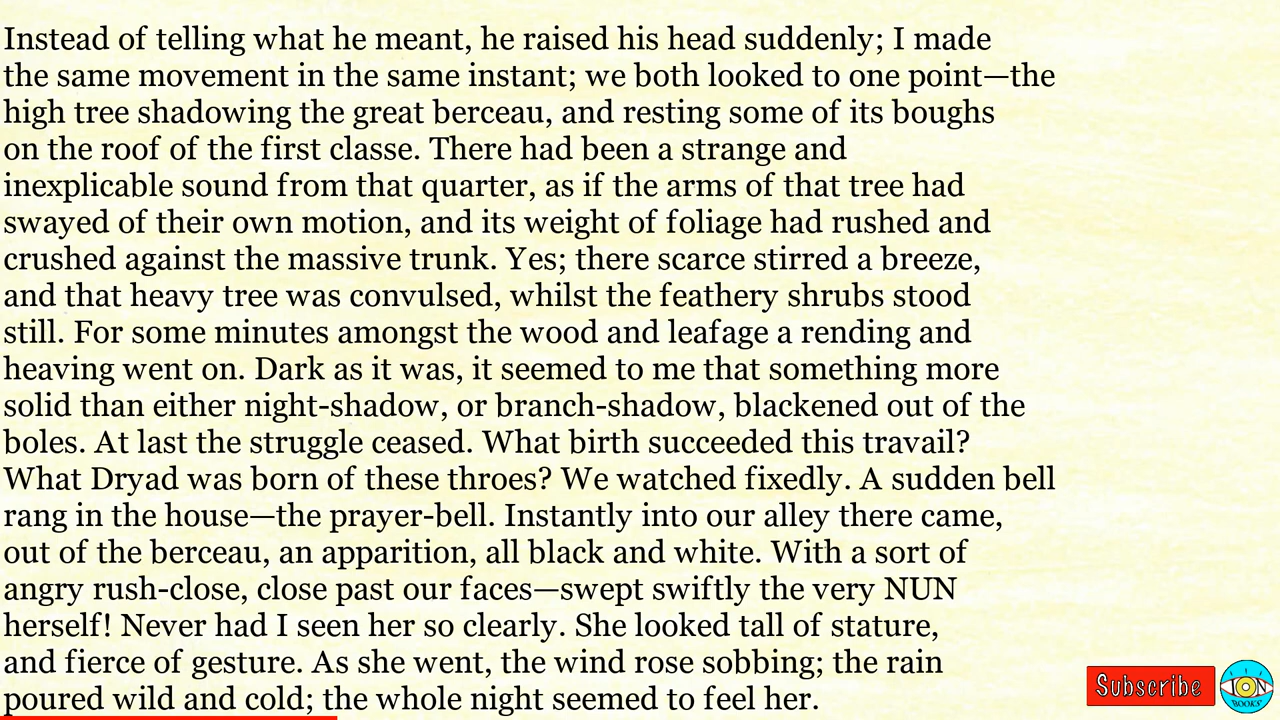 Instead of telling what he meant, he raised his head suddenly; I made
the same movement in the same instant; we both looked to one point—the
high tree shadowing the great berceau, and resting some of its boughs
on the roof of the first classe. There had been a strange and
inexplicable sound from that quarter, as if the arms of that tree had
swayed of their own motion, and its weight of foliage had rushed and
crushed against the massive trunk. Yes; there scarce stirred a breeze,
and that heavy tree was convulsed, whilst the feathery shrubs stood
still. For some minutes amongst the wood and leafage a rending and
heaving went on. Dark as it was, it seemed to me that something more
solid than either night-shadow, or branch-shadow, blackened out of the
boles. At last the struggle ceased. What birth succeeded this travail?
What Dryad was born of these throes? We watched fixedly. A sudden bell
rang in the house—the prayer-bell. Instantly into our alley there came,
out of the berceau, an apparition, all black and white. With a sort of
angry rush-close, close past our faces—swept swiftly the very NUN
herself! Never had I seen her so clearly. She looked tall of stature,
and fierce of gesture. As she went, the wind rose sobbing; the rain
poured wild and cold; the whole night seemed to feel her.
Subscribe
I
ION
BOOKS